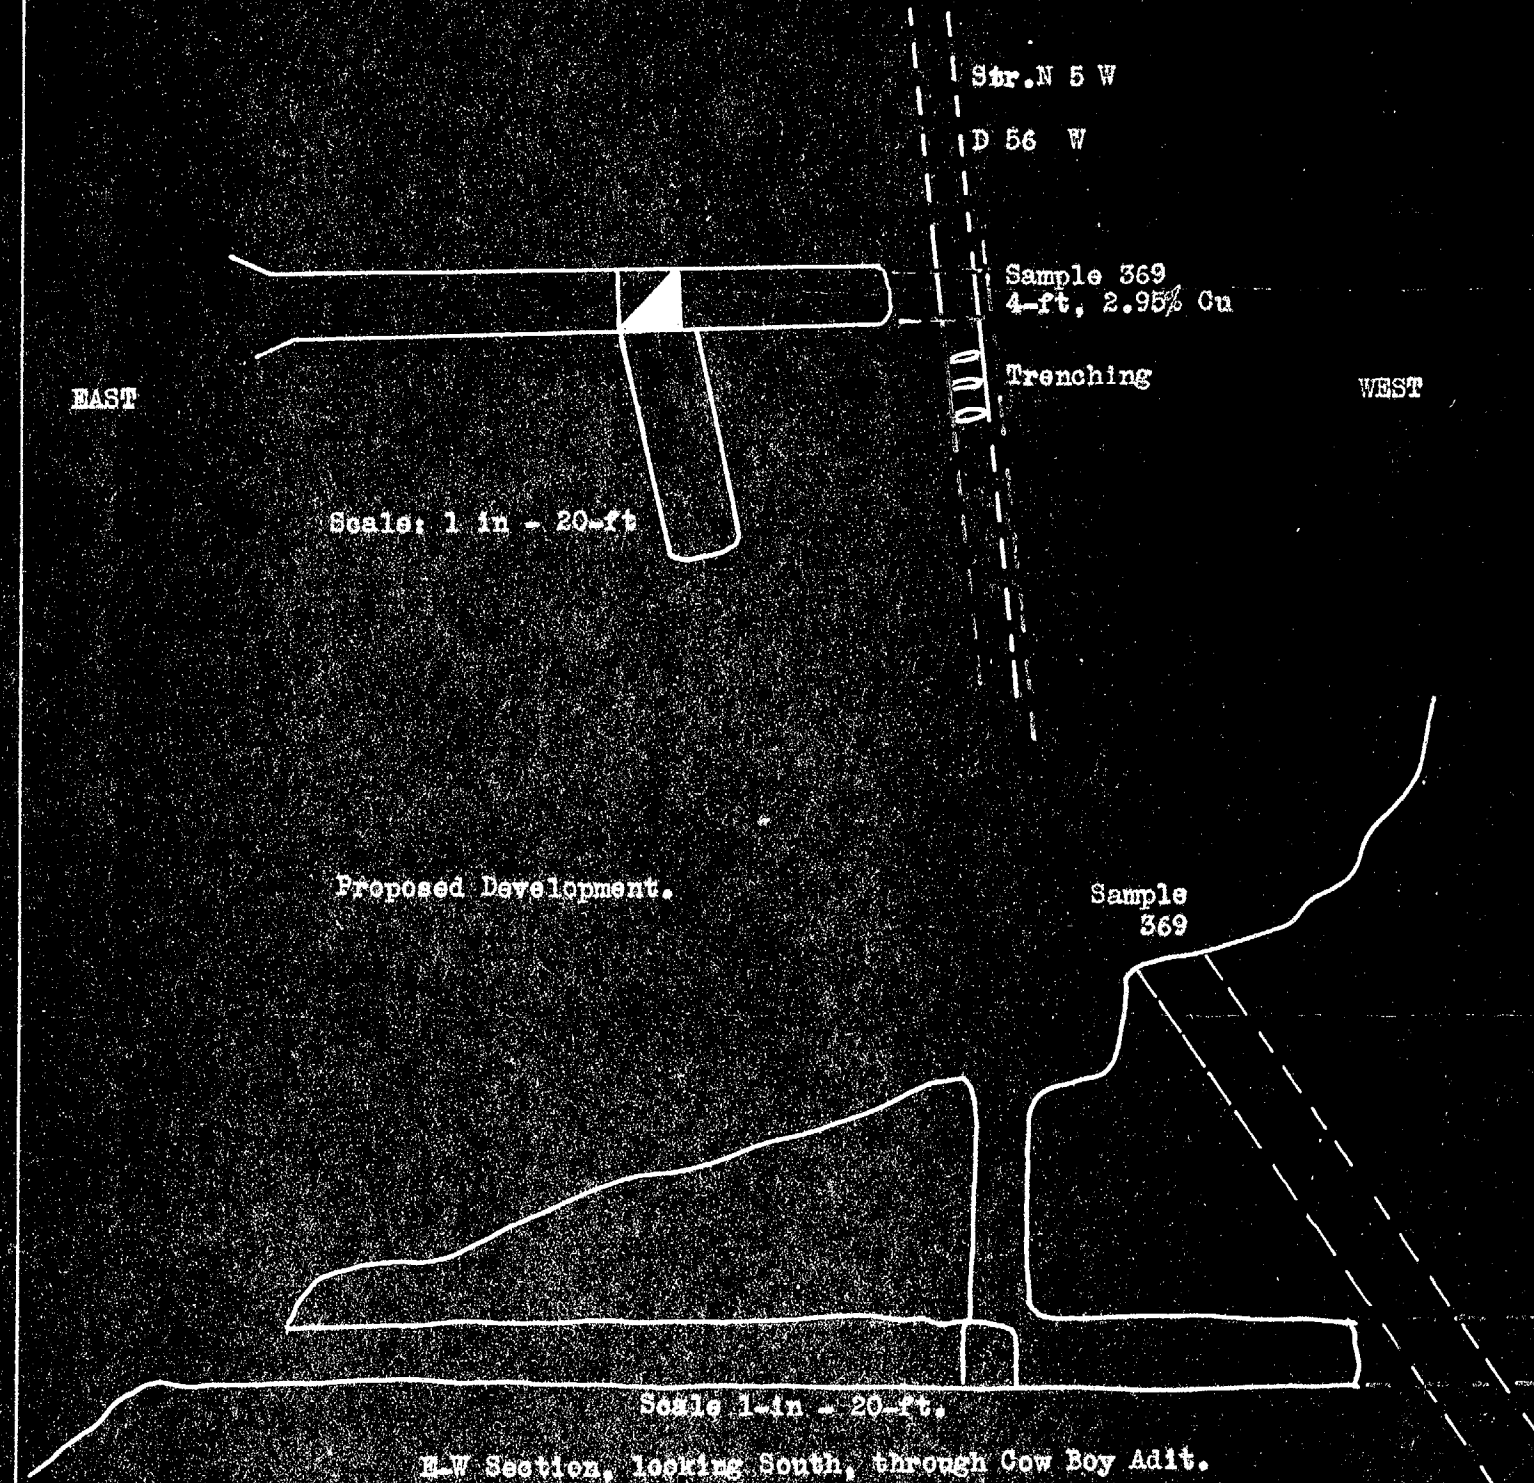 Str.N 5 W
D 56 W
Sample 369
4-ft, 2.95% Cu
Trenching
EAST
WEST
Scale: 1 in - 20-ft
Proposed Development.
Sample
369
Scale 1-in - 20-ft.
E-W Section, looking South, through Cow Boy Adit.